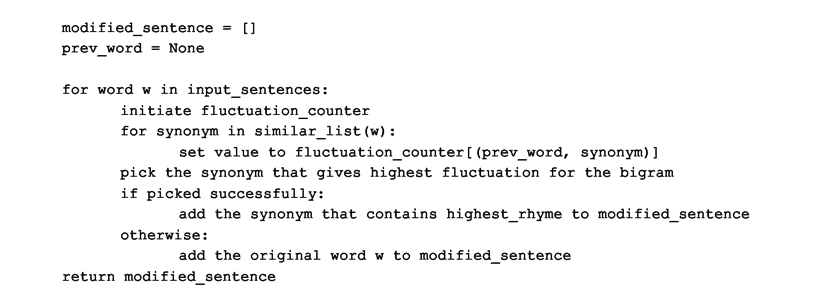 modified_sentence = []
prev_word = None
for word w in input_sentences:
initiate fluctuation_counter
for synonym in similar_list(w):
set value to fluctuation_counter[(prev_word, synonym)]
pick the synonym that gives highest fluctuation for the bigram
if picked successfully:
add the synonym that contains highest_rhyme to modified_sentence
otherwise:
add the original word w to modified_sentence
return modified_sentence